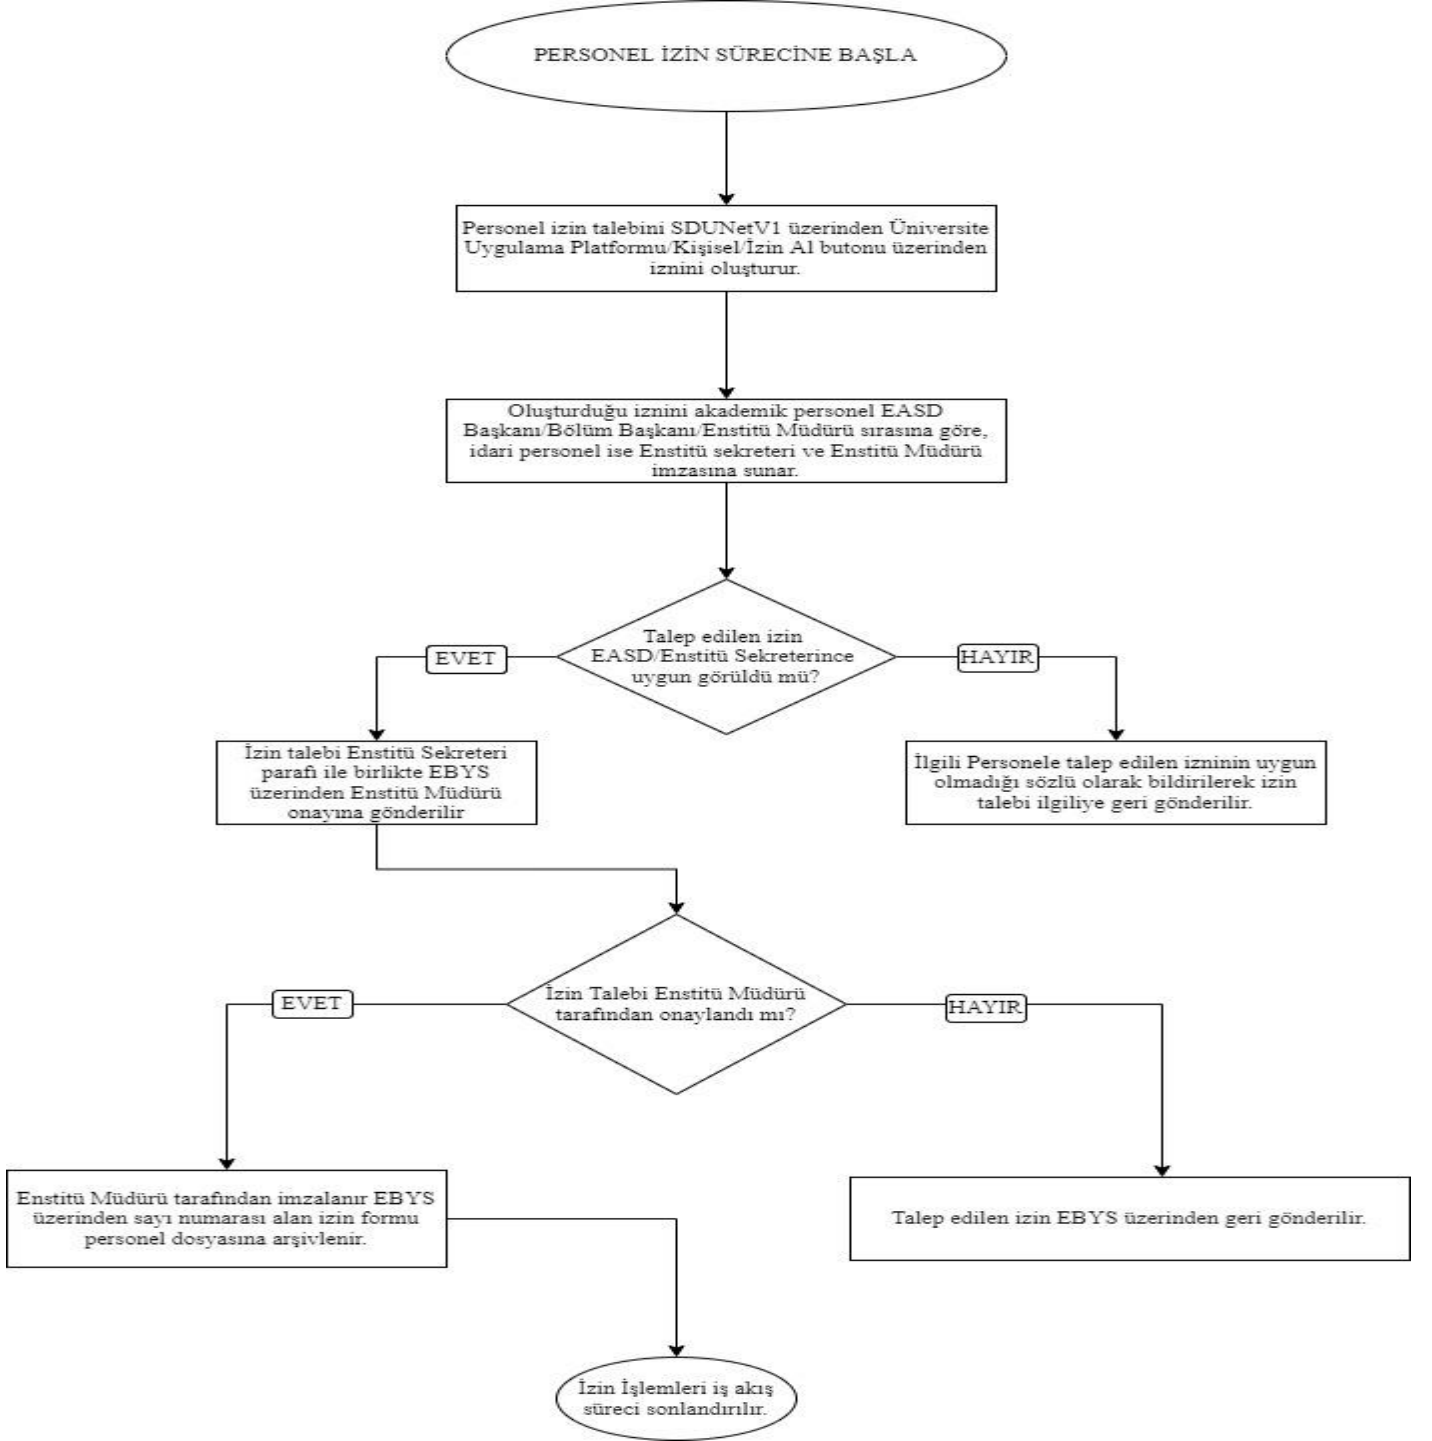 PERSONEL İZİN SÜRECİNE BAŞLA
Personel izin talebini SDUNetV1 üzerinden Üniversite
Uygulama Platformu/Kişisel/İzin Al butonu üzerinden
iznini oluşturur.
Oluşturduğu iznini akademik personel EASD
Başkanı/Bölüm Başkanı/Enstitü Müdürü sırasına göre,
idari personel ise Enstitü sekreteri ve Enstitü Müdürü
imzasına sunar.
Talep edilen izin
EASD/Enstitü Sekreterince
uygun görüldü mü?
EVET
HAYIR
İzin talebi Enstitü Sekreteri
parafı ile birlikte EBYS
üzerinden Enstitü Müdürü
onayına gönderilir
İlgili Personele talep edilen izninin uygun
olmadığı sözlü olarak bildirilerek izin
talebi ilgiliye geri gönderilir.
İzin Talebi Enstitü Müdürü
tarafından onaylandı mı?
EVET
HAYIR
Enstitü Müdürü tarafından imzalanır EBYS
üzerinden sayı numarası alan izin formu
personel dosyasına arşivlenir.
Talep edilen izin EBYS üzerinden geri gönderilir.
İzin İşlemleri iş akış
süreci sonlandırılır.